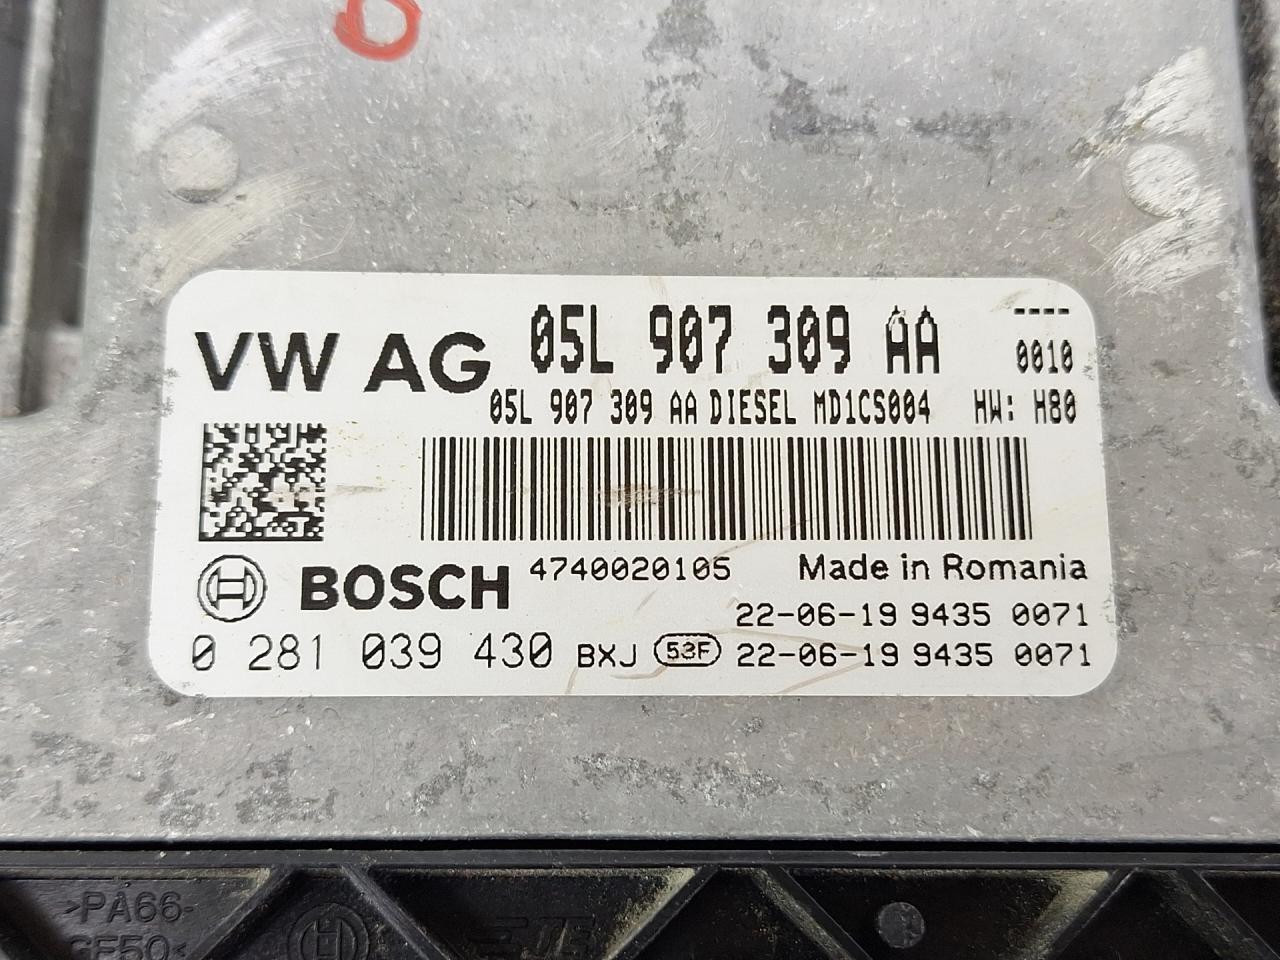 VW AG 05L 907 309 AA ----
0010
05L 907 309 AA DIESEL MD1CS004 HW: H80
BOSCH 4740020105 Made in Romania
22-06-19 9435 0071
0 281 039 430 BXJ 53F 22-06-19 9435 0071
>PA66-
GF50<